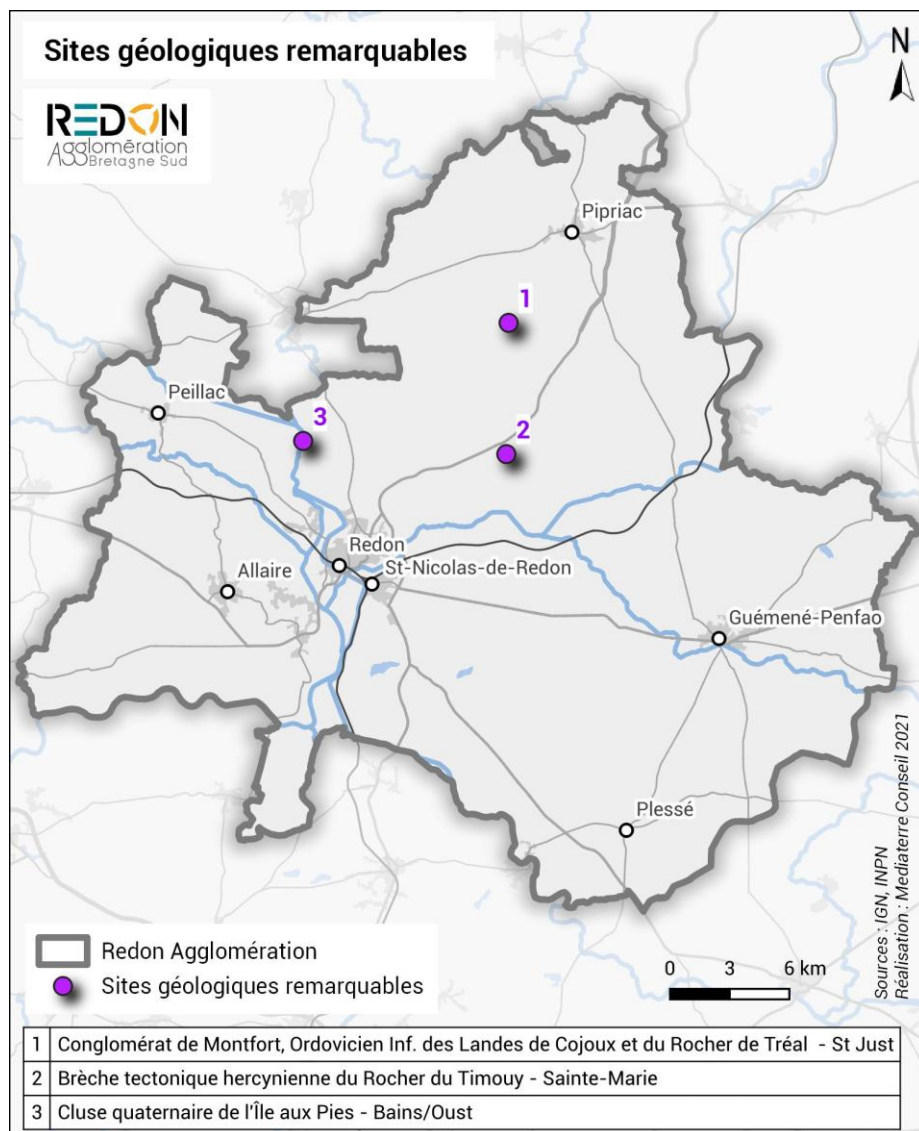 Sites géologiques remarquables
N
REDON
Agglomération
Bretagne Sud
Pipriac
1
Peillac
3
2
Redon
St-Nicolas-de-Redon
Allaire
Guémené-Penfao
Plessé
Sources : IGN, INPN
Réalisation : Mediaterre Conseil 2021
Redon Agglomération
Sites géologiques remarquables
0 3 6 km
1 Conglomérat de Montfort, Ordovicien Inf. des Landes de Cojoux et du Rocher de Tréal - St Just
2 Brèche tectonique hercynienne du Rocher du Timouy - Sainte-Marie
3 Cluse quaternaire de l'Île aux Pies - Bains/Oust